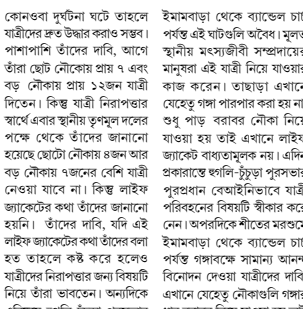 কোনওবা দুর্ঘটনা ঘটে তাহলে
যাত্রীদের দ্রুত উদ্ধার করাও সম্ভব।
পাশাপাশি তাঁদের দাবি, আগে
তাঁরা ছোট নৌকোয় প্রায় ৭ এবং
বড় নৌকোয় প্রায় ১২জন যাত্রী
দিতেন। কিন্তু যাত্রী নিরাপত্তার
স্বার্থে এবার স্থানীয় তৃণমূল দলের
পক্ষে থেকে তাঁদের জানানো
হয়েছে ছোটো নৌকায় ৪জন আর
বড় নৌকায় ৭জনের বেশি যাত্রী
নেওয়া যাবে না। কিন্তু লাইফ
জ্যাকেটের কথা তাঁদের জানানো
হয়নি। তাঁদের দাবি, যদি এই
লাইফ জ্যাকেটের কথা তাঁদের বলা
হত তাহলে কষ্ট করে হলেও
যাত্রীদের নিরাপত্তার জন্য বিষয়টি
নিয়ে তাঁরা ভাবতেন। অন্যদিকে
ইমামবাড়া থেকে ব্যান্ডেল চার্চ
পর্যন্ত এই ঘাটগুলি অবৈধ। মূলত
স্থানীয় মৎস্যজীবী সম্প্রদায়ের
মানুষরা এই যাত্রী নিয়ে যাওয়ার
কাজ করেন। তাছাড়া এখানে
যেহেতু গঙ্গা পারপার করা হয় না
শুধু পাড় বরাবর নৌকা নিয়ে
যাওয়া হয় তাই এখানে লাইফ
জ্যাকেট বাধ্যতামূলক নয়। এদিন
প্রকারান্তে হুগলি-চুঁচুড়া পুরসভার
পুরপ্রধান বেআইনিভাবে যাত্রী
পরিবহনের বিষয়টি স্বীকার করে
নেন। অপরদিকে শীতের মরশুমে
ইমামবাড়া থেকে ব্যান্ডেল চার্চ
পর্যন্ত গঙ্গাবক্ষে সামান্য আনন্দ
বিনোদন দেওয়া যাত্রীদের দাবি
এখানে যেহেতু নৌকাগুলি গঙ্গার